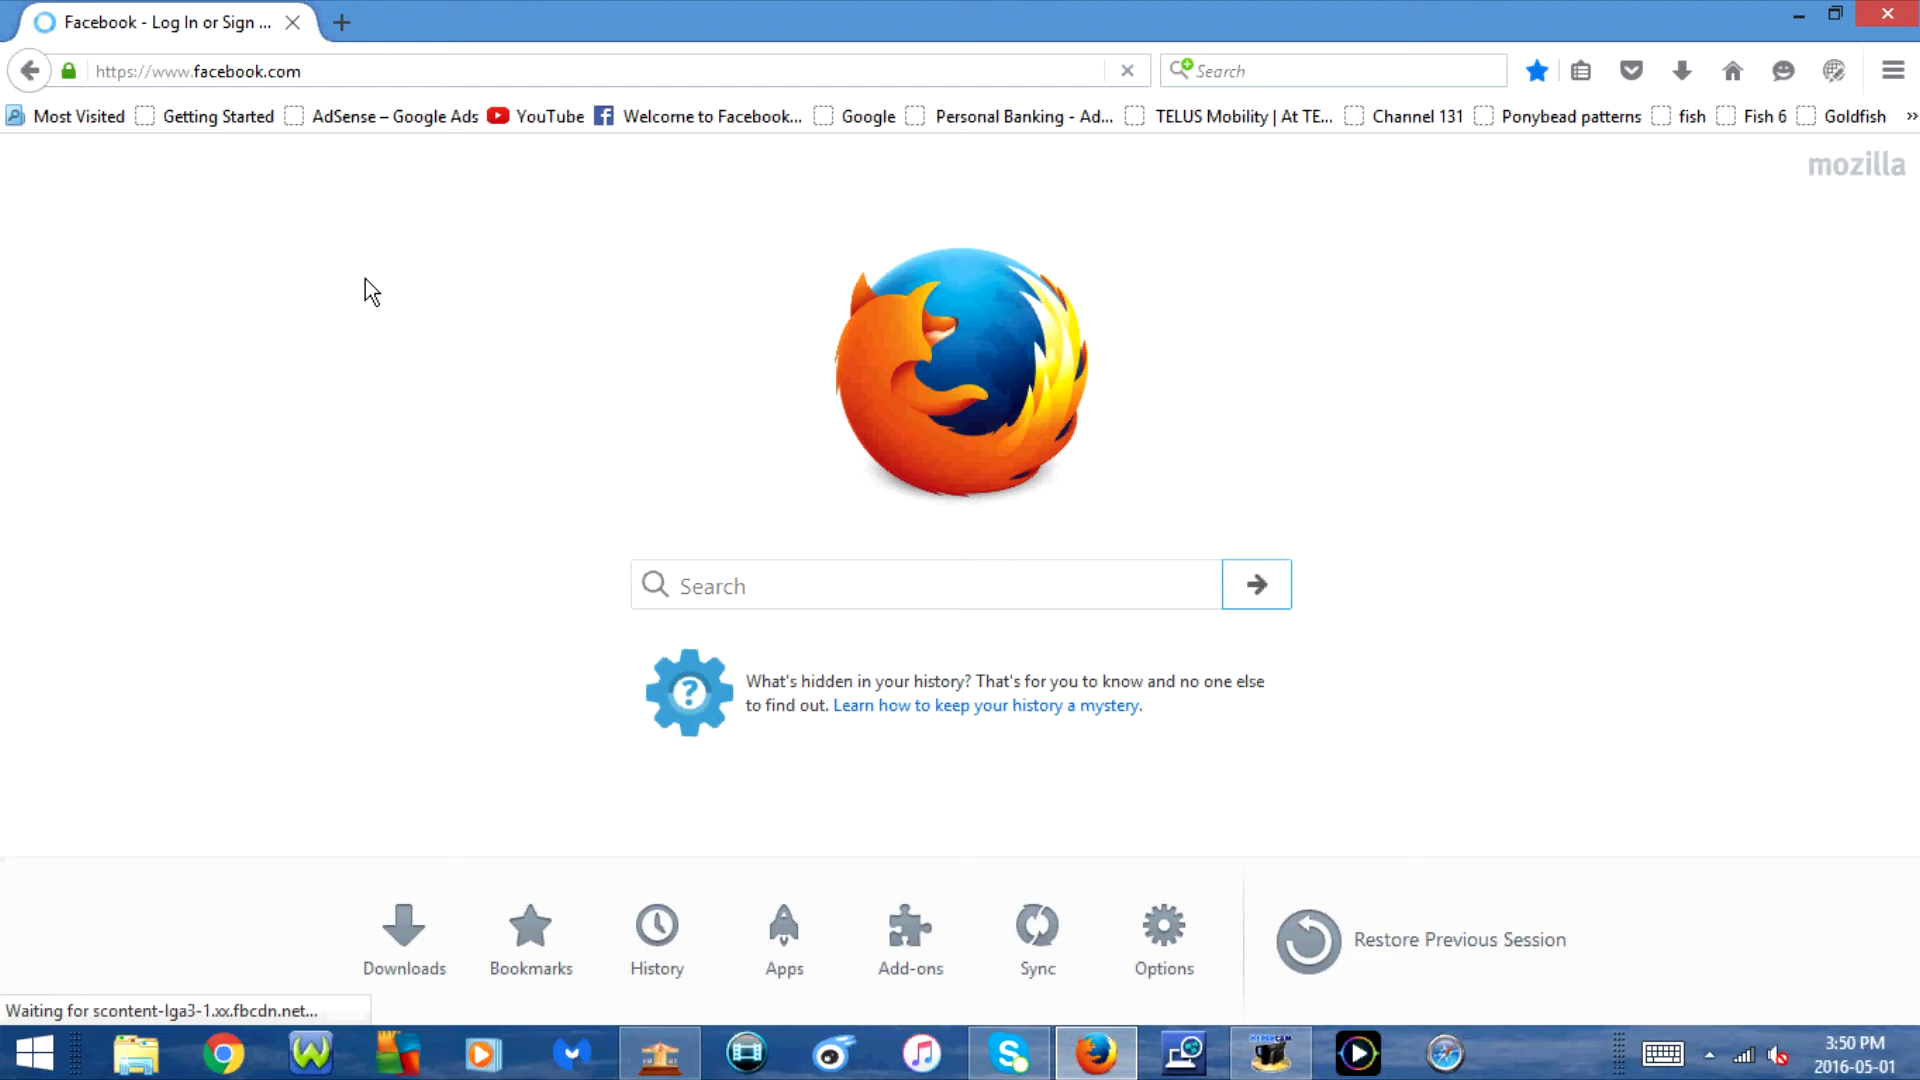 Facebook - Log In or Sign ...
https://www.facebook.com
Search
Most Visited Getting Started AdSense – Google Ads YouTube Welcome to Facebook... Google Personal Banking - Ad... TELUS Mobility | At TE... Channel 131 Ponybead patterns fish Fish 6 Goldfish »
mozilla
Search
What's hidden in your history? That's for you to know and no one else
to find out. Learn how to keep your history a mystery.
Downloads Bookmarks History Apps Add-ons Sync Options
Restore Previous Session
Waiting for scontent-lga3-1.xx.fbcdn.net...
HYPERCAM
3:50 PM
2016-05-01